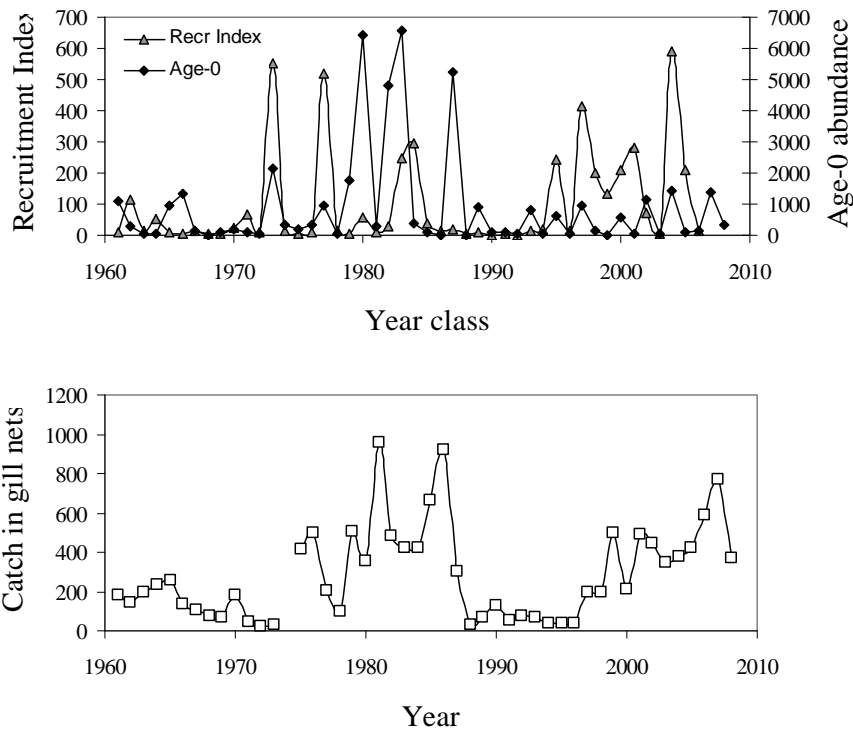 Recruitment Index
700
600
500
400
300
200
100
0
Recr Index
Age-0
7000
6000
5000
4000
3000
2000
1000
0
Age-0 abundance
1960 1970 1980 1990 2000 2010
Year class
Catch in gill nets
1200
1000
800
600
400
200
0
1960 1970 1980 1990 2000 2010
Year